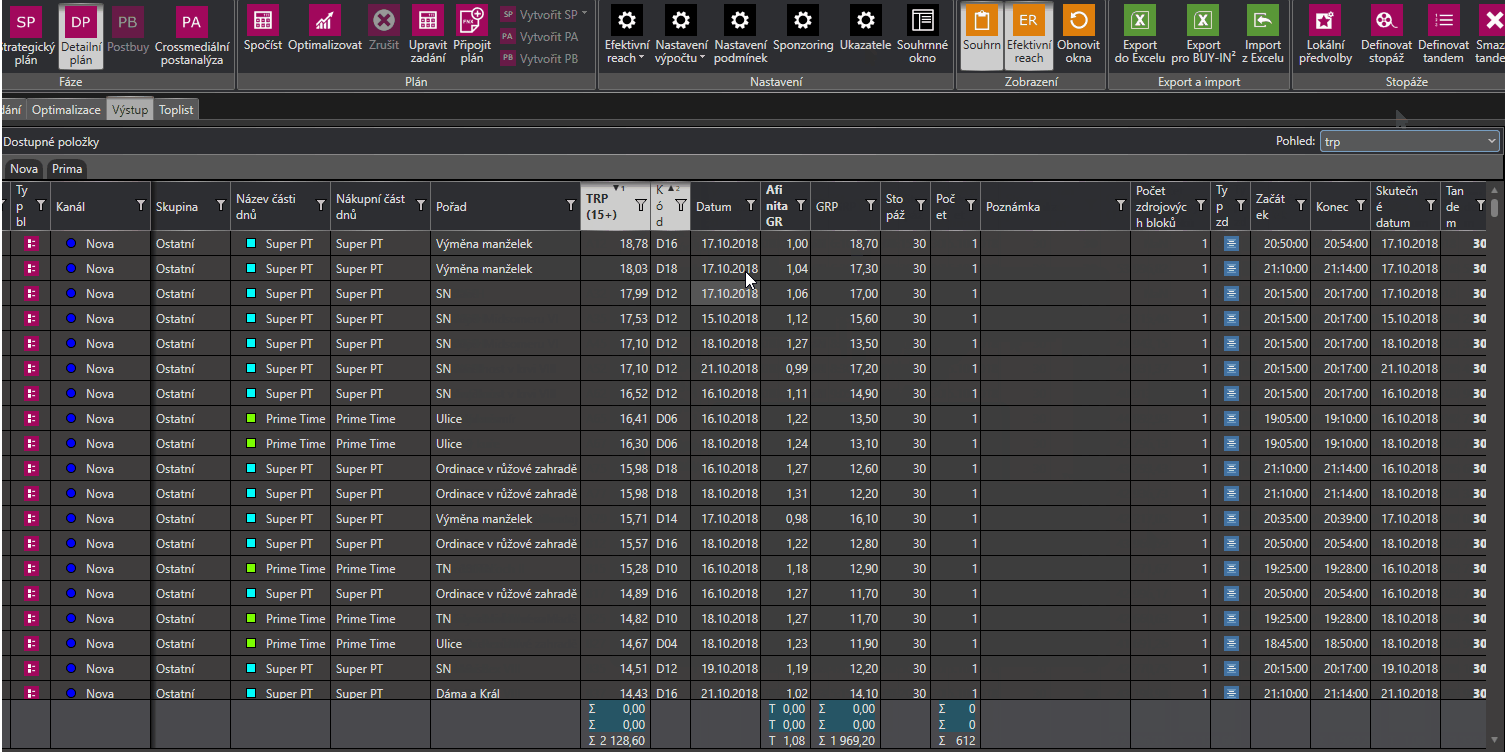 SP DP PB PA
Strategický plán
Detailní plán
Postbuy
Crossmediální postanalýza
Fáze
Spočíst
Optimalizovat
Zrušit
Upravit zadání
Připojit plán
SP Vytvořit SP
PA Vytvořit PA
PB Vytvořit PB
Plán
Efektivní reach
Nastavení výpočtu
Nastavení podmínek
Sponzoring
Ukazatele
Souhrnné okno
Nastavení
Souhrn
ER
Efektivní reach
Obnovit okna
Zobrazení
Export do Excelu
Export pro BUY-IN²
Import z Excelu
Export a import
Lokální předvolby
Definovat stopáž
Definovat tandem
Smaz tande
Stopáže
dání Optimalizace Výstup Toplist
Dostupné položky
Pohled: trp
Nova Prima
Typ bl Kanál Skupina Název části dnů Nákupní část dnů Pořad TRP (15+) 1 Kód 2 Datum Afinita GR GRP Stopáž Počet Poznámka Počet zdrojových bloků Typ zd Začátek Konec Skutečné datum Tandem
Nova Ostatní Super PT Super PT Výměna manželek 18,78 D16 17.10.2018 1,00 18,70 30 1 1 20:50:00 20:54:00 17.10.2018 30
Nova Ostatní Super PT Super PT Výměna manželek 18,03 D18 17.10.2018 1,04 17,30 30 1 1 21:10:00 21:14:00 17.10.2018 30
Nova Ostatní Super PT Super PT SN 17,99 D12 17.10.2018 1,06 17,00 30 1 1 20:15:00 20:17:00 17.10.2018 30
Nova Ostatní Super PT Super PT SN 17,53 D12 15.10.2018 1,12 15,60 30 1 1 20:15:00 20:17:00 15.10.2018 30
Nova Ostatní Super PT Super PT SN 17,10 D12 18.10.2018 1,27 13,50 30 1 1 20:15:00 20:17:00 18.10.2018 30
Nova Ostatní Super PT Super PT SN 17,10 D12 21.10.2018 0,99 17,20 30 1 1 20:15:00 20:17:00 21.10.2018 30
Nova Ostatní Super PT Super PT SN 16,52 D12 16.10.2018 1,11 14,90 30 1 1 20:15:00 20:17:00 16.10.2018 30
Nova Ostatní Prime Time Prime Time Ulice 16,41 D06 16.10.2018 1,22 13,50 30 1 1 19:05:00 19:10:00 16.10.2018 30
Nova Ostatní Prime Time Prime Time Ulice 16,30 D06 18.10.2018 1,24 13,10 30 1 1 19:05:00 19:10:00 18.10.2018 30
Nova Ostatní Super PT Super PT Ordinace v růžové zahradě 15,98 D18 16.10.2018 1,27 12,60 30 1 1 21:10:00 21:14:00 16.10.2018 30
Nova Ostatní Super PT Super PT Ordinace v růžové zahradě 15,98 D18 18.10.2018 1,31 12,20 30 1 1 21:10:00 21:14:00 18.10.2018 30
Nova Ostatní Super PT Super PT Výměna manželek 15,71 D14 17.10.2018 0,98 16,10 30 1 1 20:35:00 20:39:00 17.10.2018 30
Nova Ostatní Super PT Super PT Ordinace v růžové zahradě 15,57 D16 18.10.2018 1,22 12,80 30 1 1 20:50:00 20:54:00 18.10.2018 30
Nova Ostatní Prime Time Prime Time TN 15,28 D10 16.10.2018 1,18 12,90 30 1 1 19:25:00 19:28:00 16.10.2018 30
Nova Ostatní Super PT Super PT Ordinace v růžové zahradě 14,89 D16 16.10.2018 1,27 11,70 30 1 1 20:50:00 20:54:00 16.10.2018 30
Nova Ostatní Prime Time Prime Time TN 14,82 D10 18.10.2018 1,27 11,70 30 1 1 19:25:00 19:28:00 18.10.2018 30
Nova Ostatní Prime Time Prime Time Ulice 14,67 D04 18.10.2018 1,23 11,90 30 1 1 18:45:00 18:50:00 18.10.2018 30
Nova Ostatní Super PT Super PT SN 14,51 D12 19.10.2018 1,19 12,20 30 1 1 20:15:00 20:17:00 19.10.2018 30
Nova Ostatní Super PT Super PT Dáma a Král 14,43 D16 21.10.2018 1,02 14,10 30 1 1 21:10:00 21:14:00 21.10.2018 30
Σ 0,00 T 0,00 Σ 0,00 Σ 0
Σ 0,00 T 0,00 Σ 0,00 Σ 0
Σ 2 128,60 T 1,08 Σ 1 969,20 Σ 612